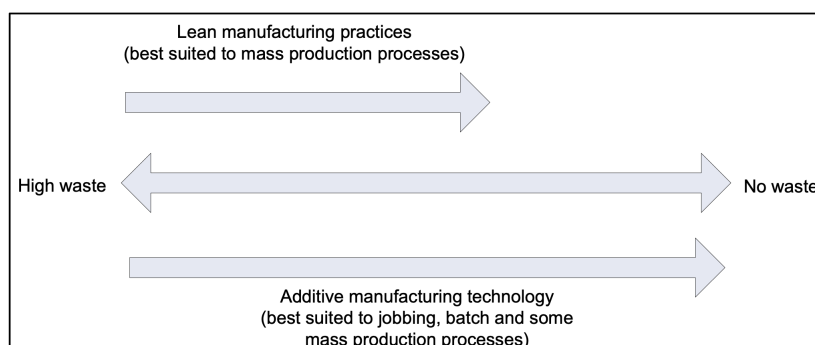 Lean manufacturing practices
(best suited to mass production processes)
High waste
No waste
Additive manufacturing technology
(best suited to jobbing, batch and some
mass production processes)